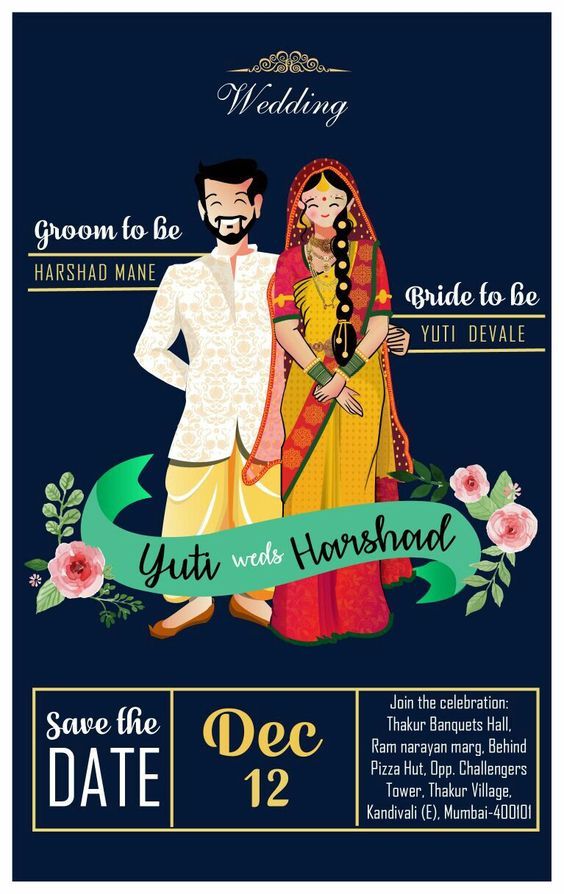 Wedding
Groom to be
HARSHAD MANE
Bride to be
YUTI DEVALE
Yuti weds Harshad
Save the
DATE
Dec
12
Join the celebration:
Thakur Banquets Hall,
Ram narayan marg, Behind
Pizza Hut, Opp. Challengers
Tower, Thakur Village,
Kandivali (E), Mumbai-400101